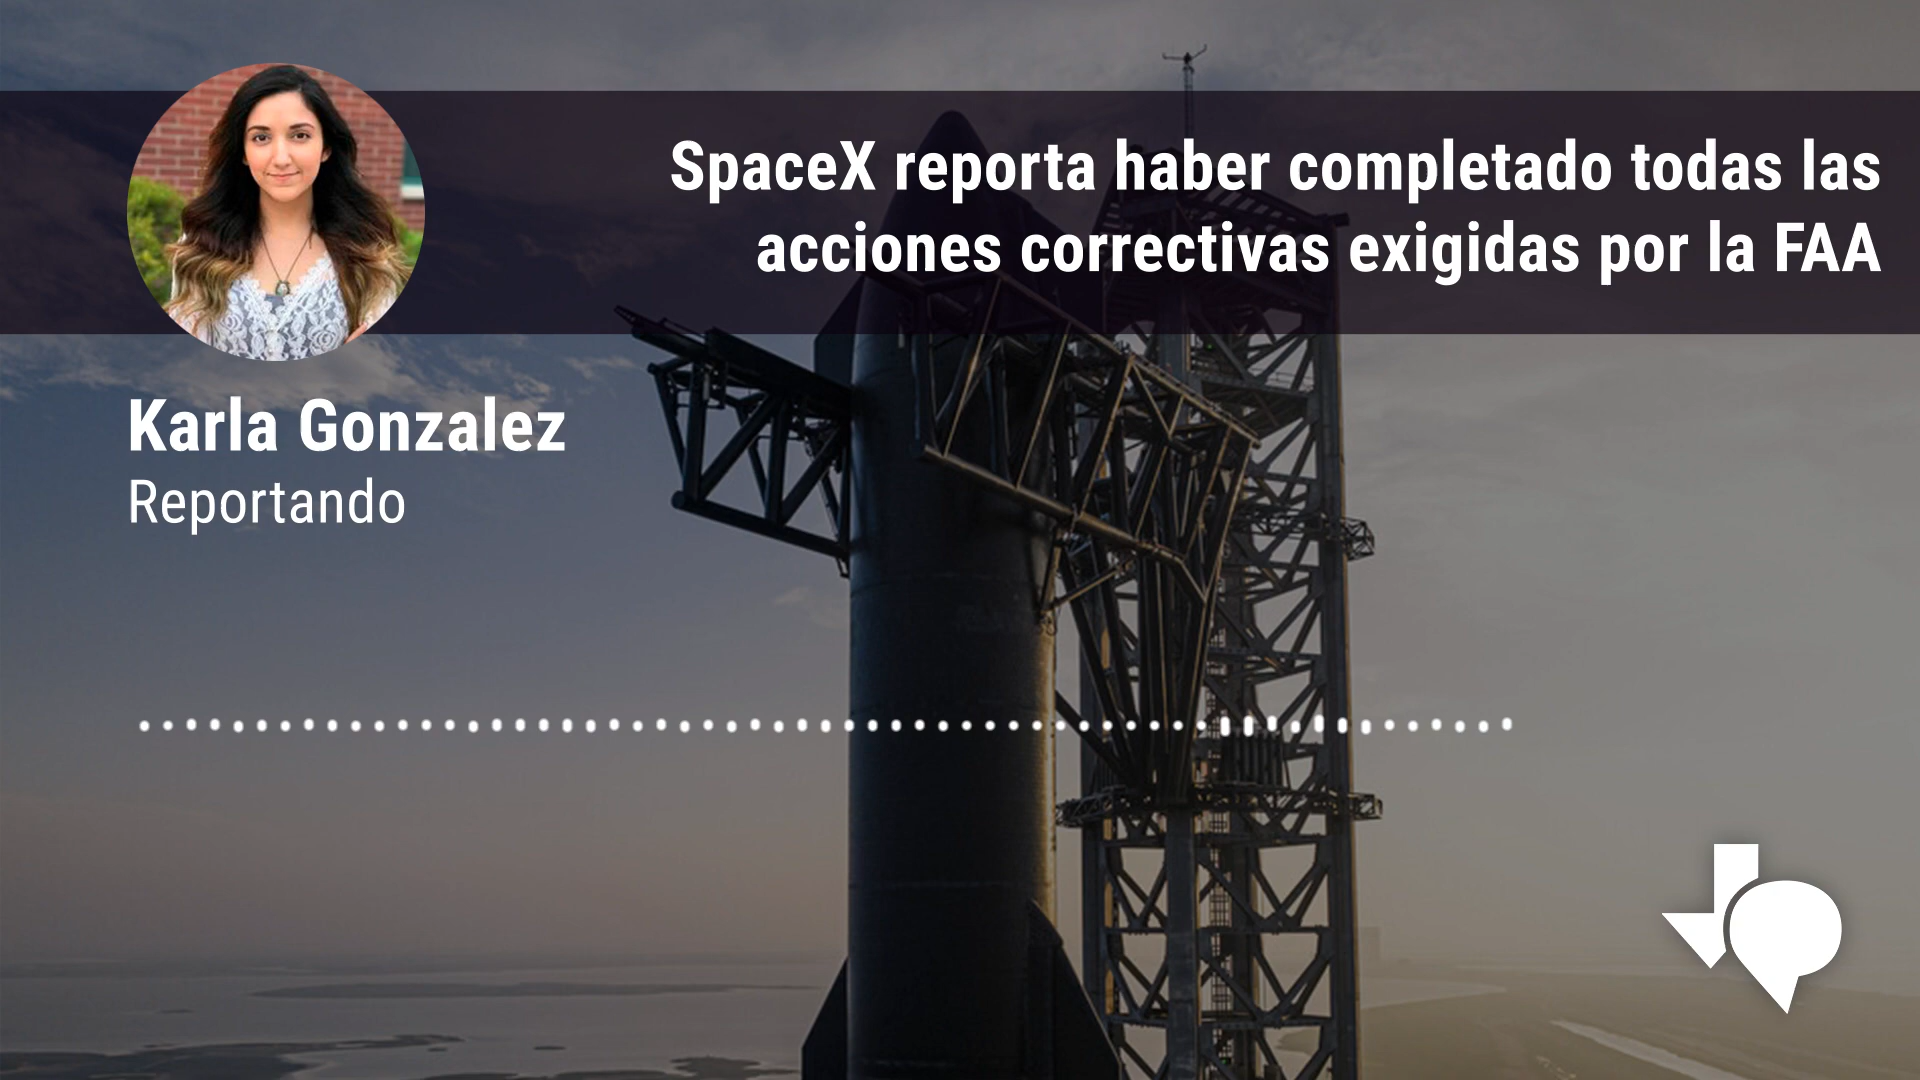 SpaceX reporta haber completado todas las
acciones correctivas exigidas por la FAA
Karla Gonzalez
Reportando